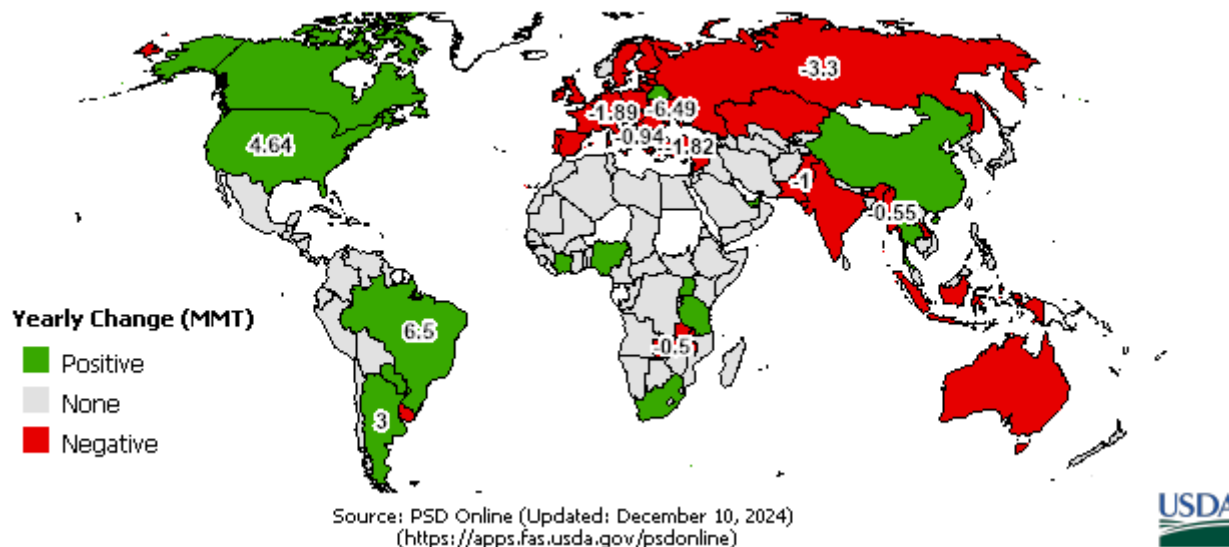 -3.3
-1.89
-6.49
4.64
-0.94
-1.82
-1
-0.55
Yearly Change (MMT)
Positive
None
Negative
6.5
-0.5
3
Source: PSD Online (Updated: December 10, 2024)
(https://apps.fas.usda.gov/psdonline)
USDA